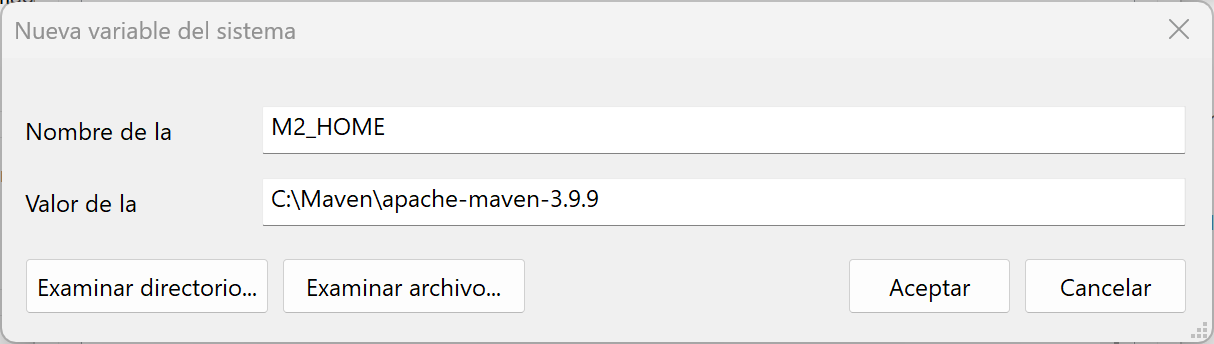 Nueva variable del sistema
Nombre de la
M2_HOME
Valor de la
C:\Maven\apache-maven-3.9.9
Examinar directorio...
Examinar archivo...
Aceptar
Cancelar